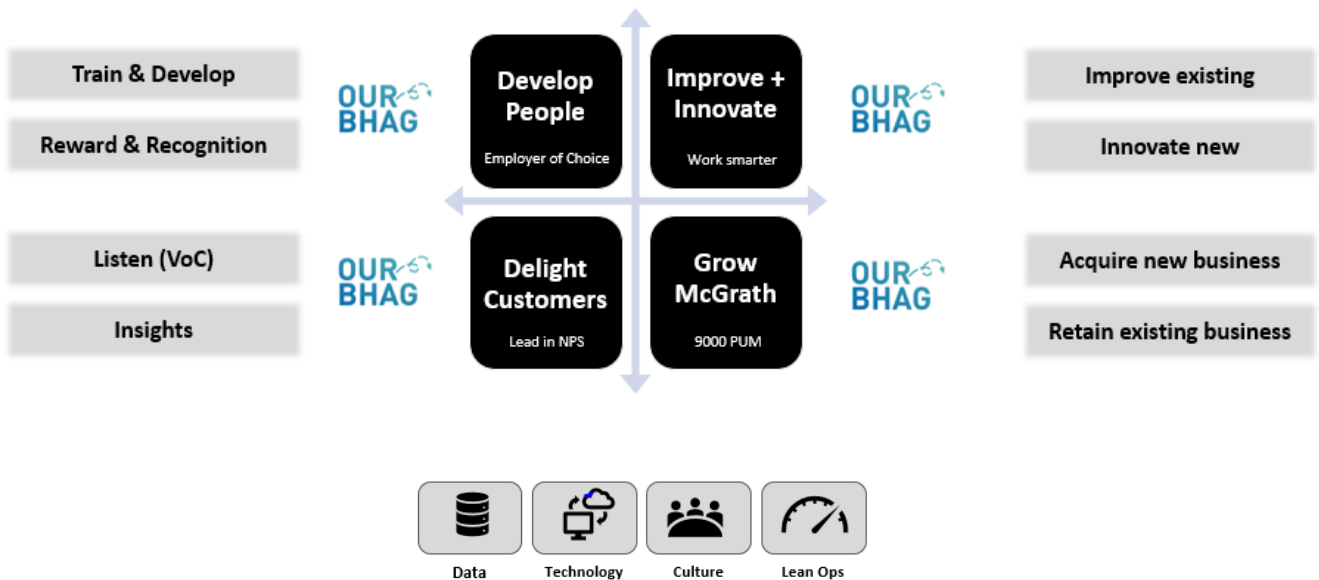 Train & Develop
Reward & Recognition
OUR
BHAG
Develop
People
Employer of Choice
Improve +
Innovate
Work smarter
OUR
BHAG
Improve existing
Innovate new
Listen (VoC)
Insights
OUR
BHAG
Delight
Customers
Lead in NPS
Grow
McGrath
9000 PUM
OUR
BHAG
Acquire new business
Retain existing business
Data
Technology
Culture
Lean Ops